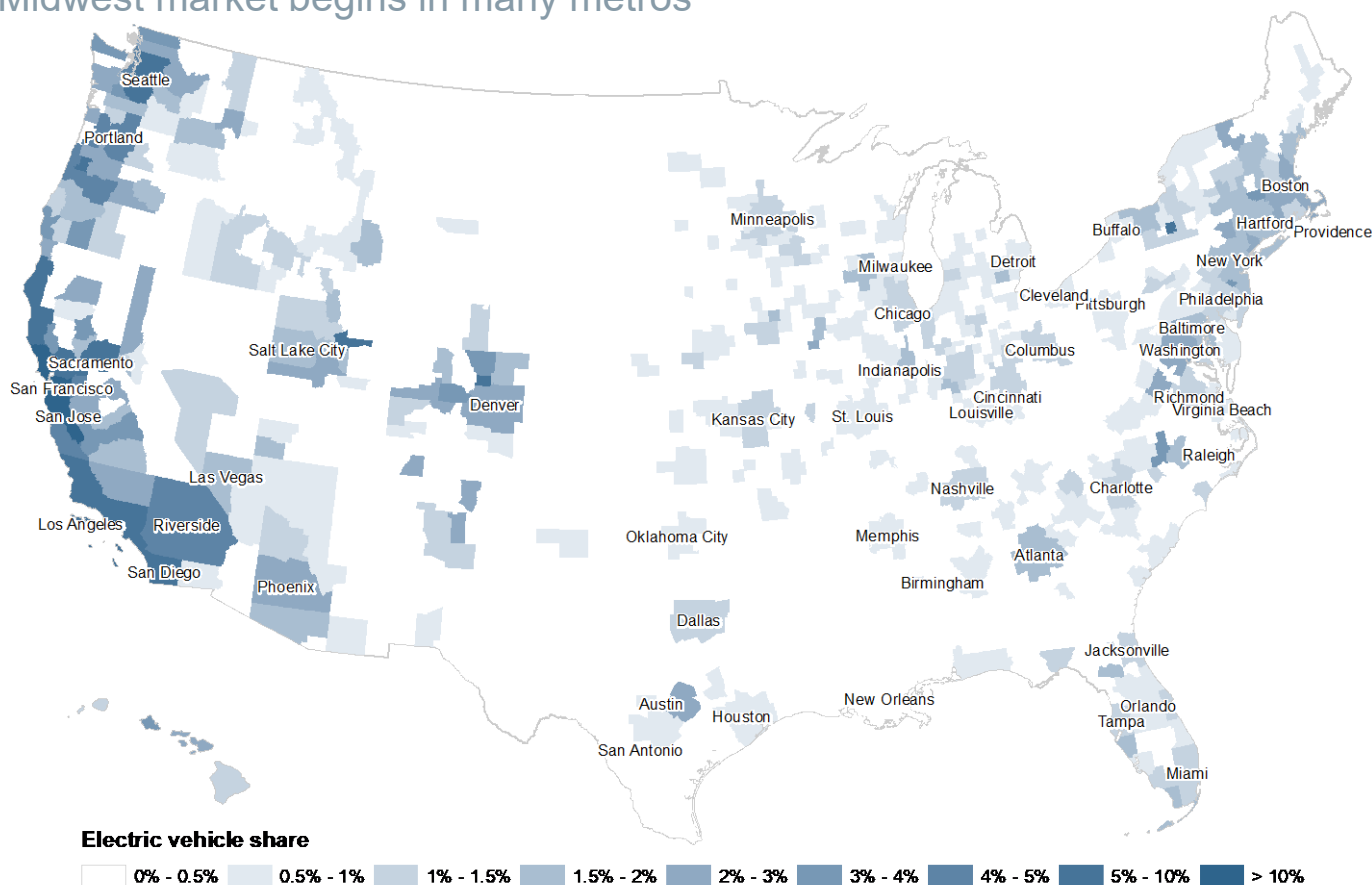 Midwest market begins in many metros
Seattle
Portland
Minneapolis
Boston
Buffalo
Hartford
Providence
Milwaukee
Detroit
New York
Cleveland
Pittsburgh
Philadelphia
Chicago
Baltimore
Salt Lake City
Columbus
Washington
Sacramento
Indianapolis
San Francisco
Denver
Cincinnati
Richmond
San Jose
Kansas City
St. Louis
Louisville
Virginia Beach
Raleigh
Las Vegas
Nashville
Charlotte
Los Angeles
Riverside
Oklahoma City
Memphis
Atlanta
San Diego
Phoenix
Birmingham
Dallas
Jacksonville
Austin
Houston
New Orleans
Orlando
Tampa
San Antonio
Miami
Electric vehicle share
0% - 0.5% 0.5% - 1% 1% - 1.5% 1.5% - 2% 2% - 3% 3% - 4% 4% - 5% 5% - 10% > 10%